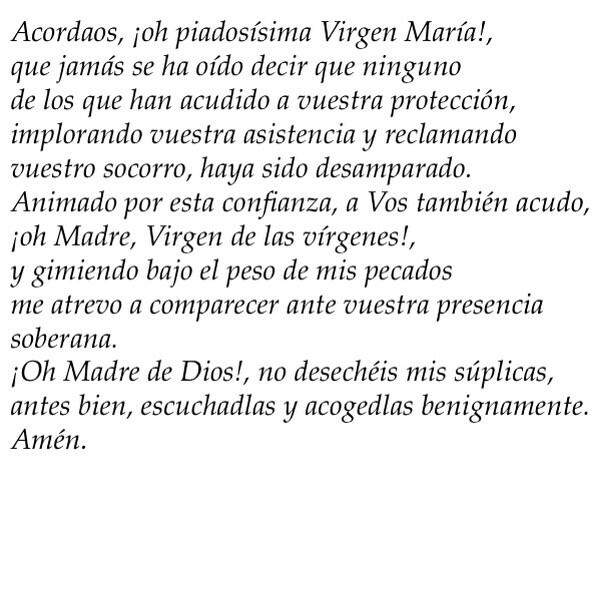 Acordaos, ¡oh piadosísima Virgen María!,
que jamás se ha oído decir que ninguno
de los que han acudido a vuestra protección,
implorando vuestra asistencia y reclamando
vuestro socorro, haya sido desamparado.
Animado por esta confianza, a Vos también acudo,
¡oh Madre, Virgen de las vírgenes!,
y gimiendo bajo el peso de mis pecados
me atrevo a comparecer ante vuestra presencia
soberana.
¡Oh Madre de Dios!, no desechéis mis súplicas,
antes bien, escuchadlas y acogedlas benignamente.
Amén.